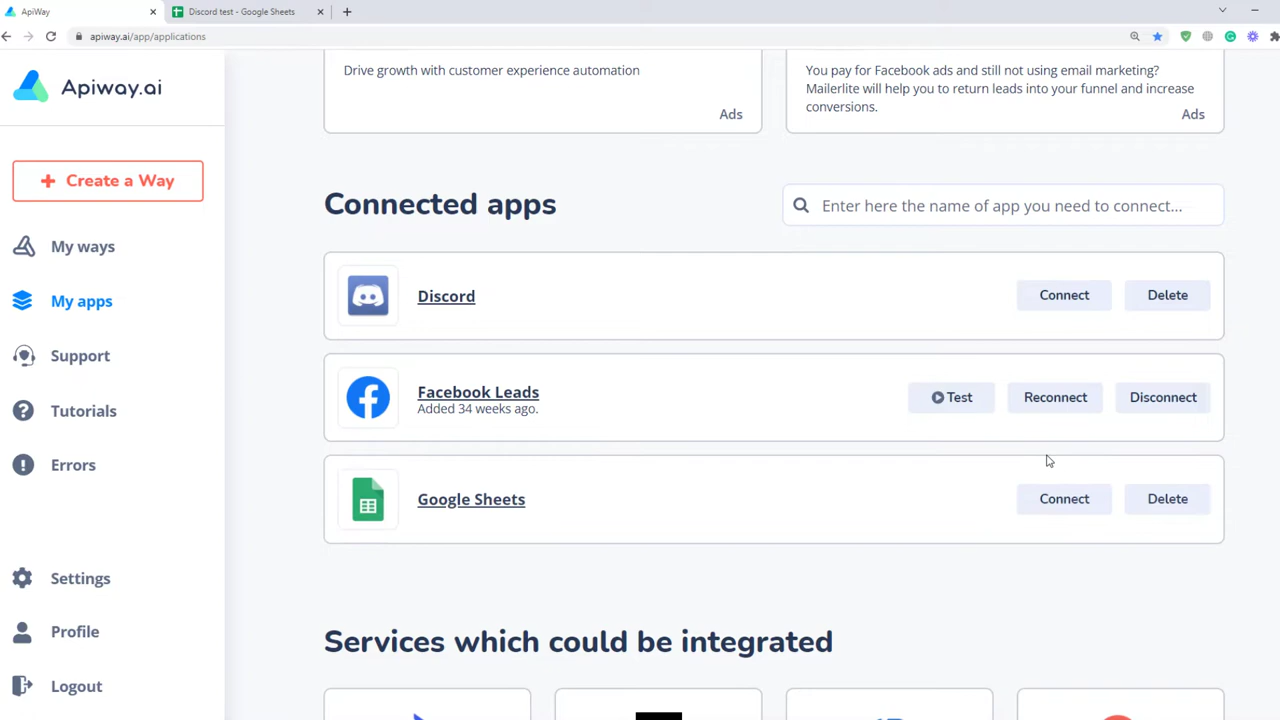 ApiWay
Discord test - Google Sheets
apiway.ai/app/applications
Apiway.ai
Create a Way
My ways
My apps
Support
Tutorials
Errors
Settings
Profile
Logout
Drive growth with customer experience automation
Ads
You pay for Facebook ads and still not using email marketing?
Mailerlite will help you to return leads into your funnel and increase
conversions.
Ads
Connected apps
Enter here the name of app you need to connect...
Discord
Connect
Delete
Facebook Leads
Added 34 weeks ago.
Test
Reconnect
Disconnect
Google Sheets
Connect
Delete
Services which could be integrated